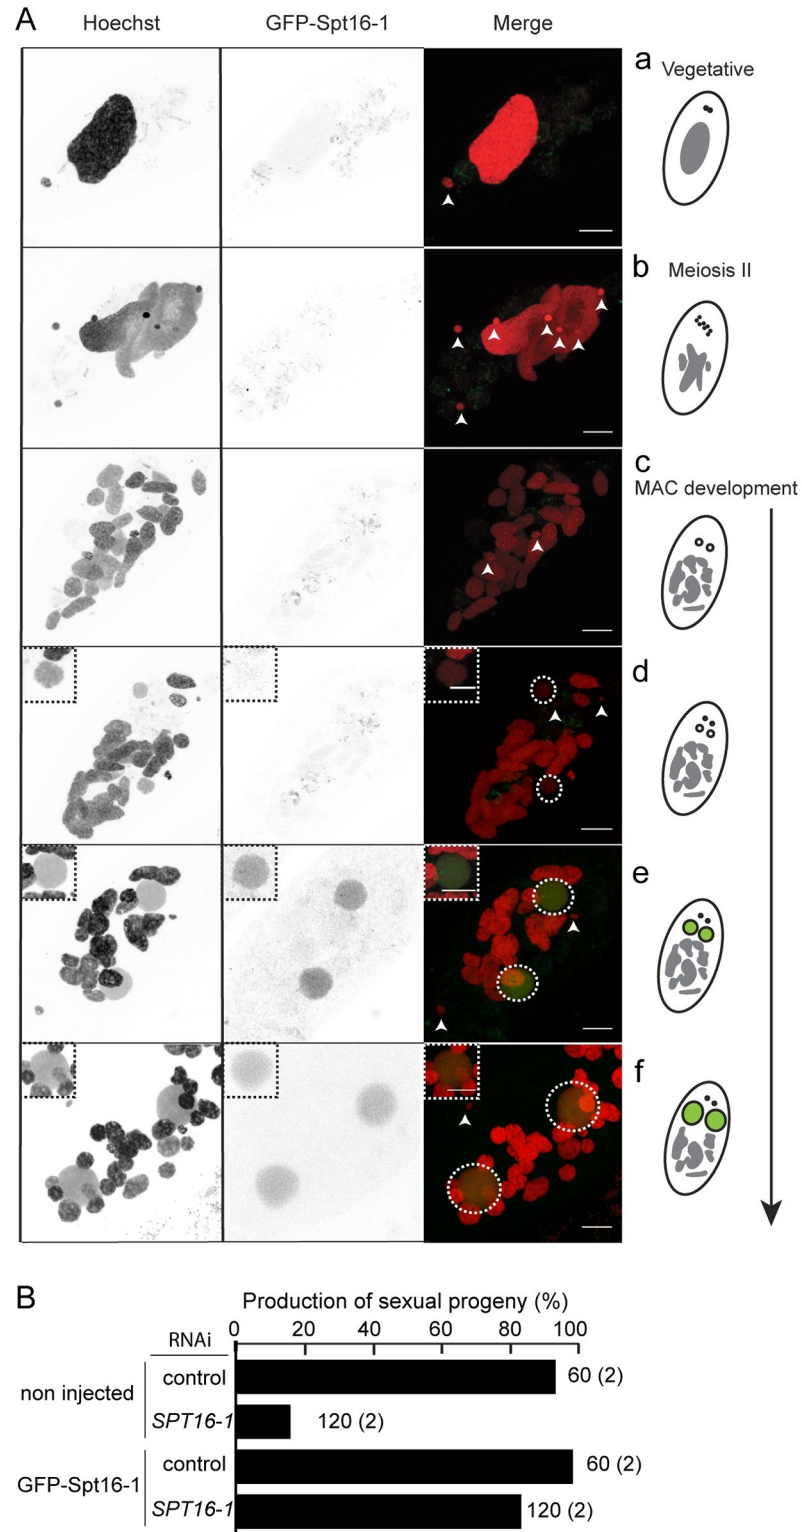 A
Hoechst GFP-Spt16-1 Merge
a Vegetative
b Meiosis II
c
MAC development
d
e
f
B
Production of sexual progeny (%)
RNAi 0 20 40 60 80 100
non injected
control 60 (2)
SPT16-1 120 (2)
GFP-Spt16-1
control 60 (2)
SPT16-1 120 (2)